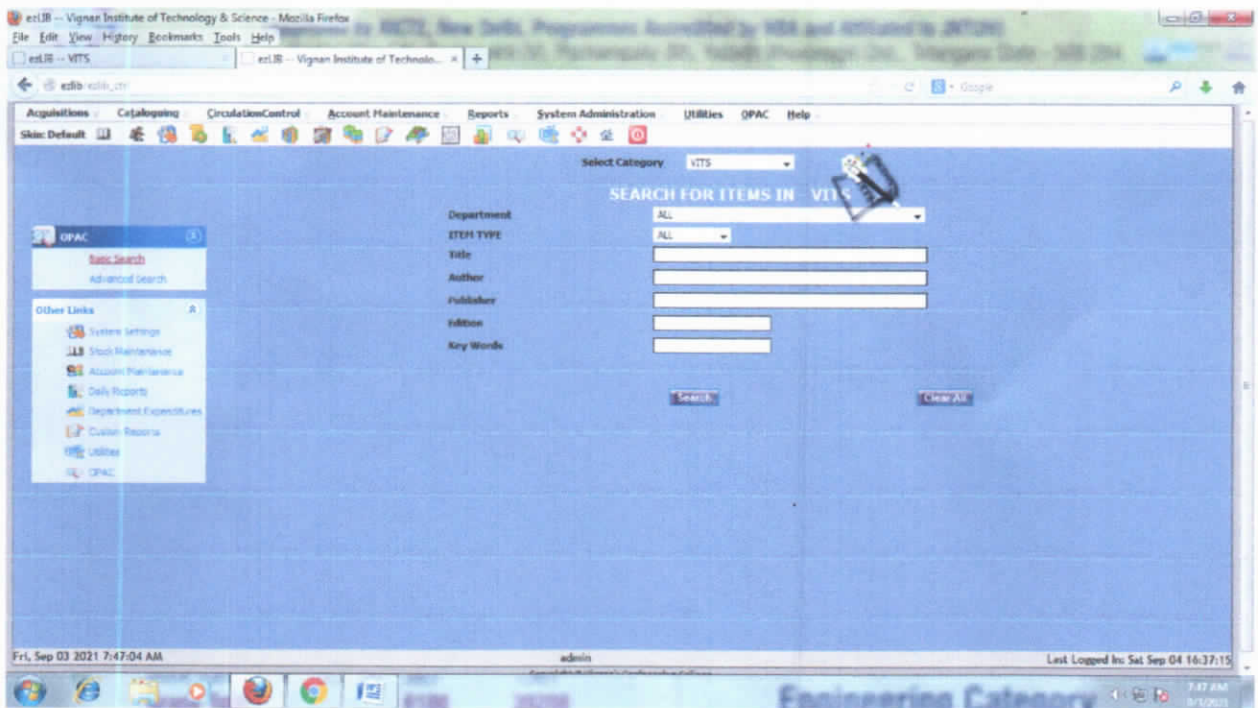 ezLIB -- Vignan Institute of Technology & Science - Mozilla Firefox
File Edit View History Bookmarks Tools Help
ezLIB -- VITS
ezLIB -- Vignan Institute of Technolo... × +
Google
Acquisitions Cataloguing CirculationControl Account Maintenance Reports System Administration Utilities OPAC Help
Skin: Default
Select Category VITS
SEARCH FOR ITEMS IN VITS
Department ALL
ITEM TYPE ALL
Title
Author
Publisher
Edition
Key Words
Search Clear All
OPAC
Basic Search
Advanced Search
Other Links
System Settings
Stock Maintenance
Account Maintenance
Daily Reports
Department Expenditures
Custom Reports
Utilities
OPAC
Fri, Sep 03 2021 7:47:04 AM admin Last Logged In: Sat Sep 04 16:37:15
Engineering Category
7:47 AM